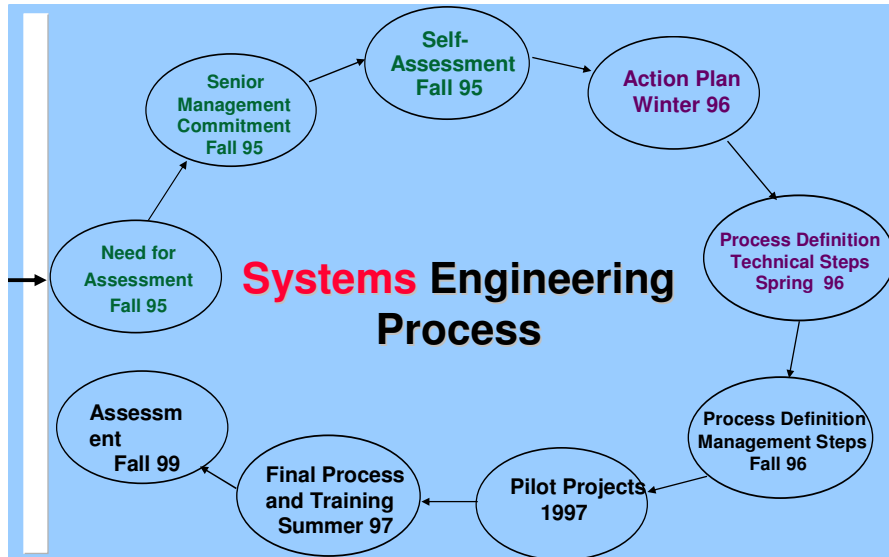 Need for
Assessment
Fall 95
Senior
Management
Commitment
Fall 95
Self-
Assessment
Fall 95
Action Plan
Winter 96
Process Definition
Technical Steps
Spring 96
Systems Engineering
Process
Process Definition
Management Steps
Fall 96
Pilot Projects
1997
Final Process
and Training
Summer 97
Assessm
ent
Fall 99